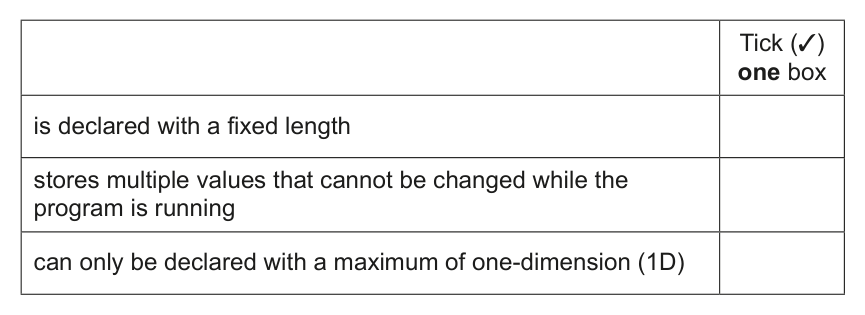 Tick (✓)
one box
is declared with a fixed length
stores multiple values that cannot be changed while the
program is running
can only be declared with a maximum of one-dimension (1D)